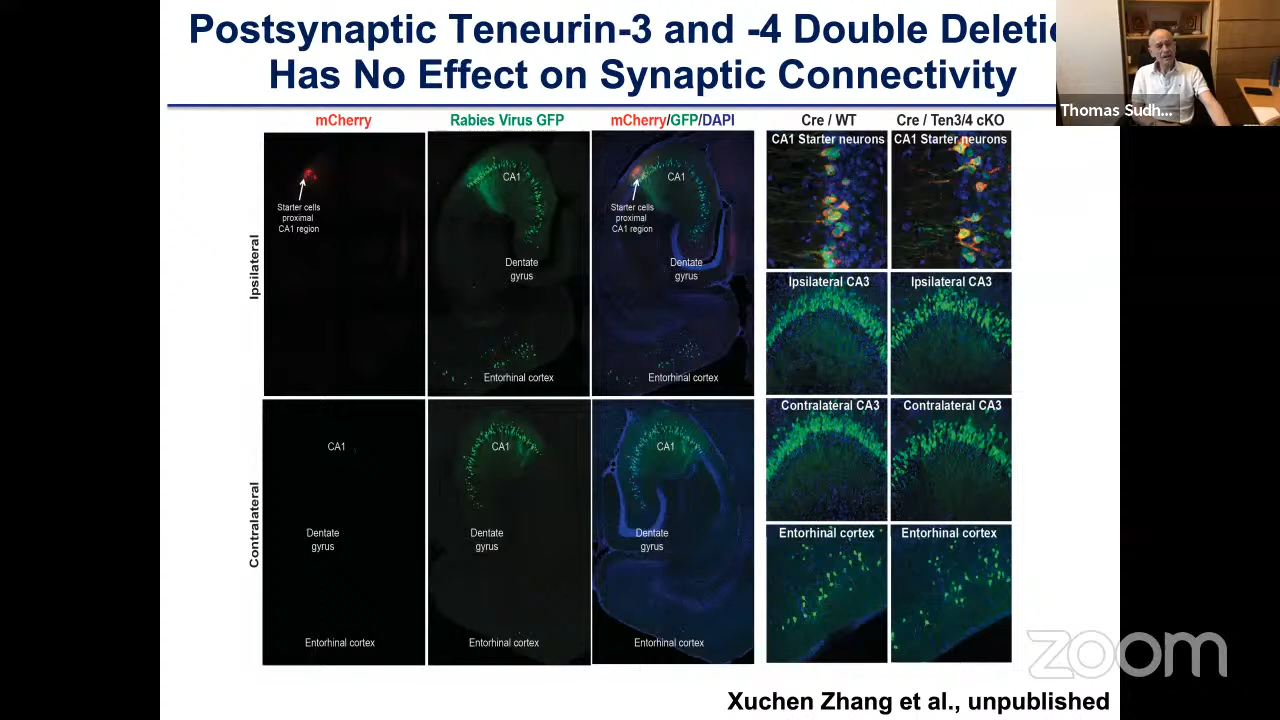 Postsynaptic Teneurin-3 and -4 Double Deletio
Has No Effect on Synaptic Connectivity
Thomas Sudh...
mCherry
Rabies Virus GFP
mCherry/GFP/DAPI
Cre / WT
Cre / Ten3/4 cKO
Ipsilateral
Starter cells
proximal
CA1 region
CA1
Dentate
gyrus
Entorhinal cortex
CA1
Starter cells
proximal
CA1 region
Dentate
gyrus
Entorhinal cortex
CA1 Starter neurons
CA1 Starter neurons
Ipsilateral CA3
Ipsilateral CA3
Contralateral
CA1
Dentate
gyrus
Entorhinal cortex
CA1
Dentate
gyrus
CA1
Dentate
gyrus
Entorhinal cortex
Contralateral CA3
Contralateral CA3
Entorhinal cortex
Entorhinal cortex
zoom
Xuchen Zhang et al., unpublished